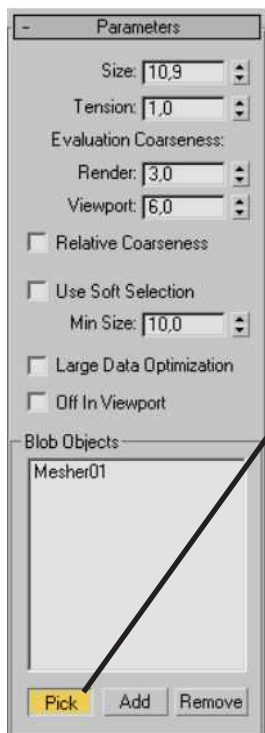 - Parameters
Size: 10,9
Tension: 1,0
Evaluation Coarseness:
Render: 3,0
Viewport: 6,0
Relative Coarseness
Use Soft Selection
Min Size: 10,0
Large Data Optimization
Off In Viewport
Blob Objects
Mesher01
Pick Add Remove